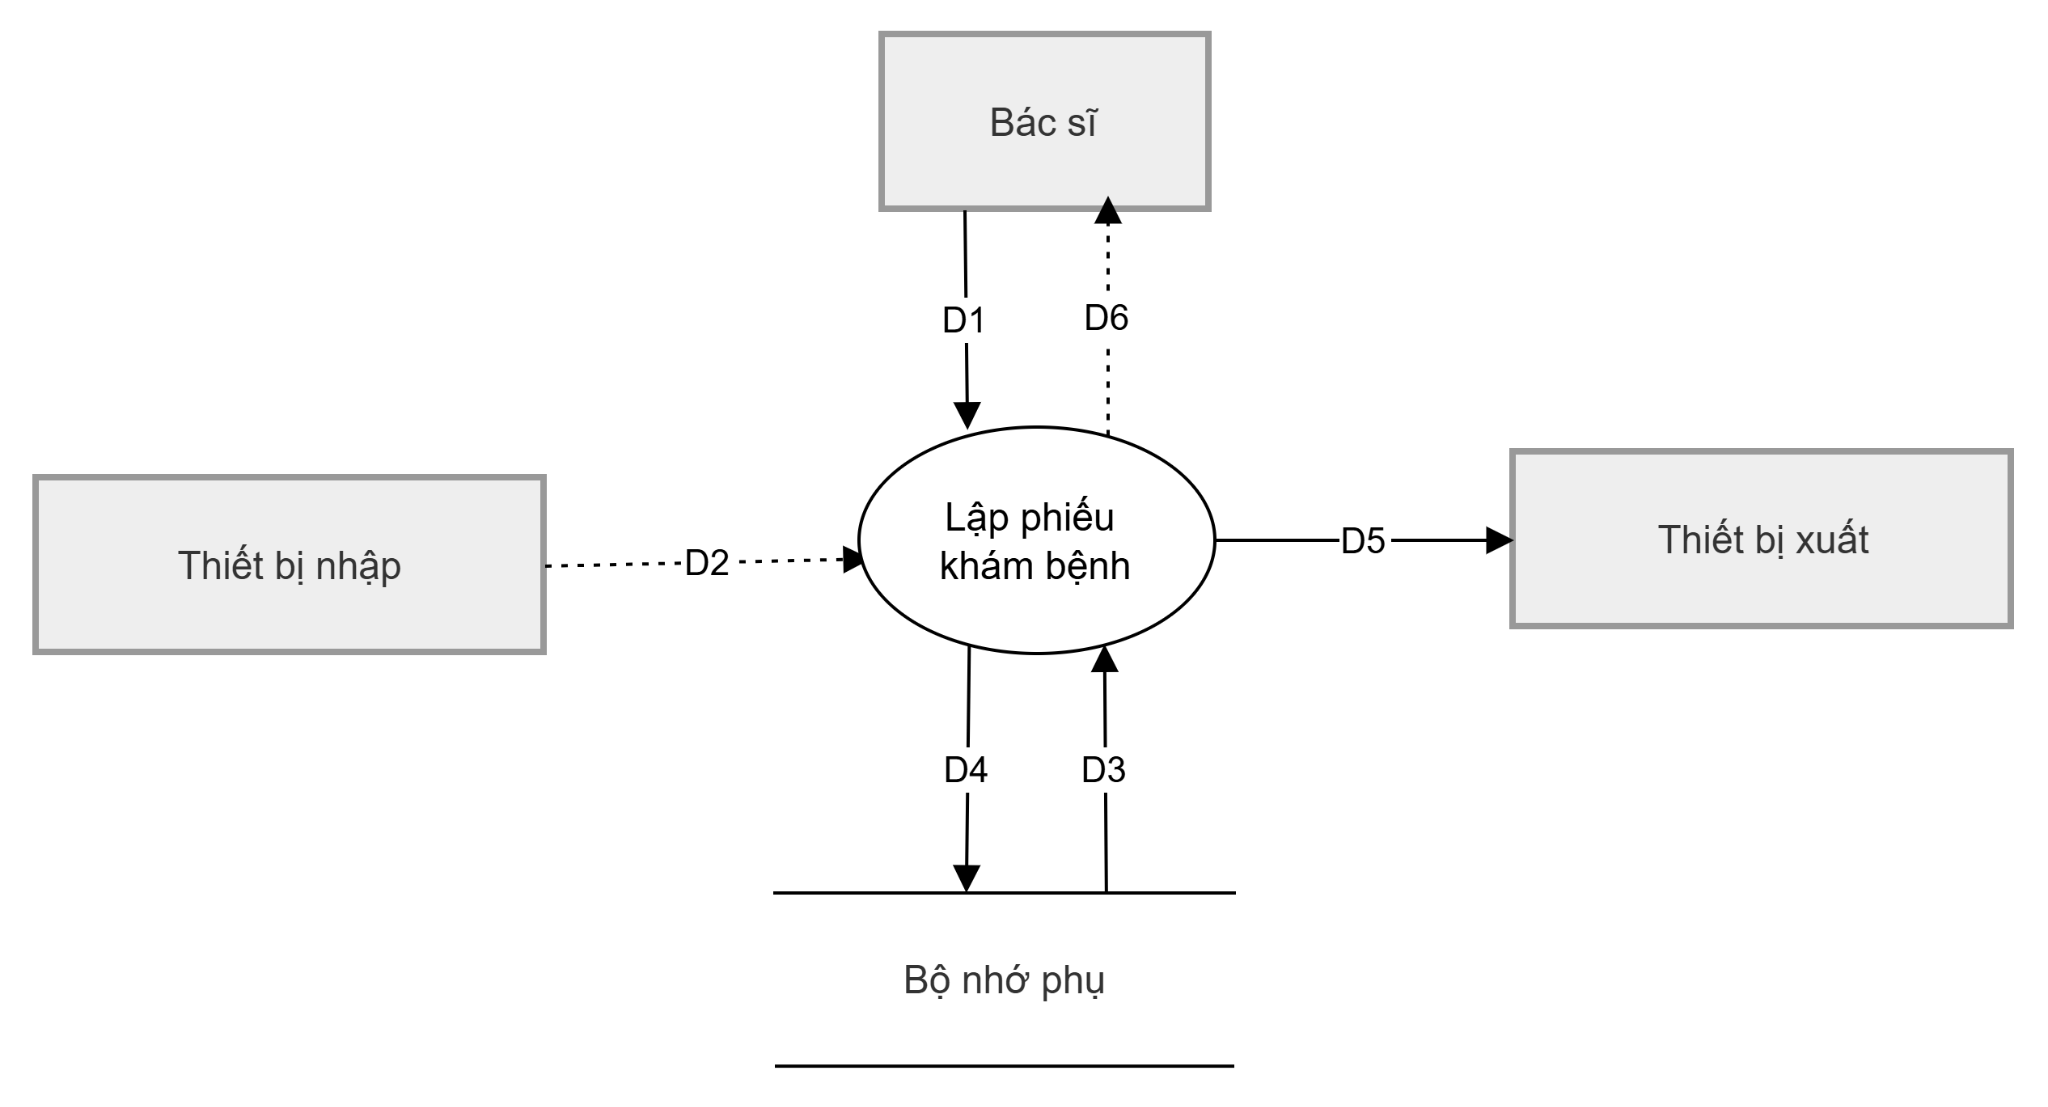 Bác sĩ
D1
D6
Thiết bị nhập
D2
Lập phiếu
khám bệnh
D5
Thiết bị xuất
D4
D3
Bộ nhớ phụ